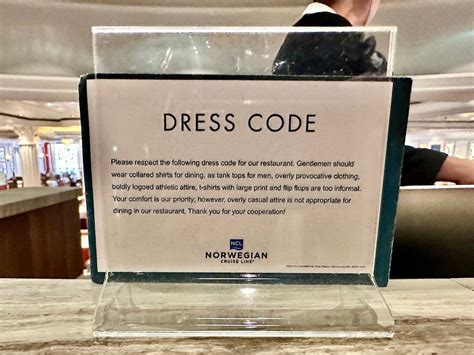 DRESS CODE
Please respect the following dress code for our restaurant. Gentlemen should
wear collared shirts for dining, as tank tops for men, overly provocative clothing,
boldly logoed athletic attire, t-shirts with large print and flip flops are too informal.
Your comfort is our priority; however, overly casual attire is not appropriate for
dining in our restaurant. Thank you for your cooperation!
NCL
NORWEGIAN
CRUISE LINE®